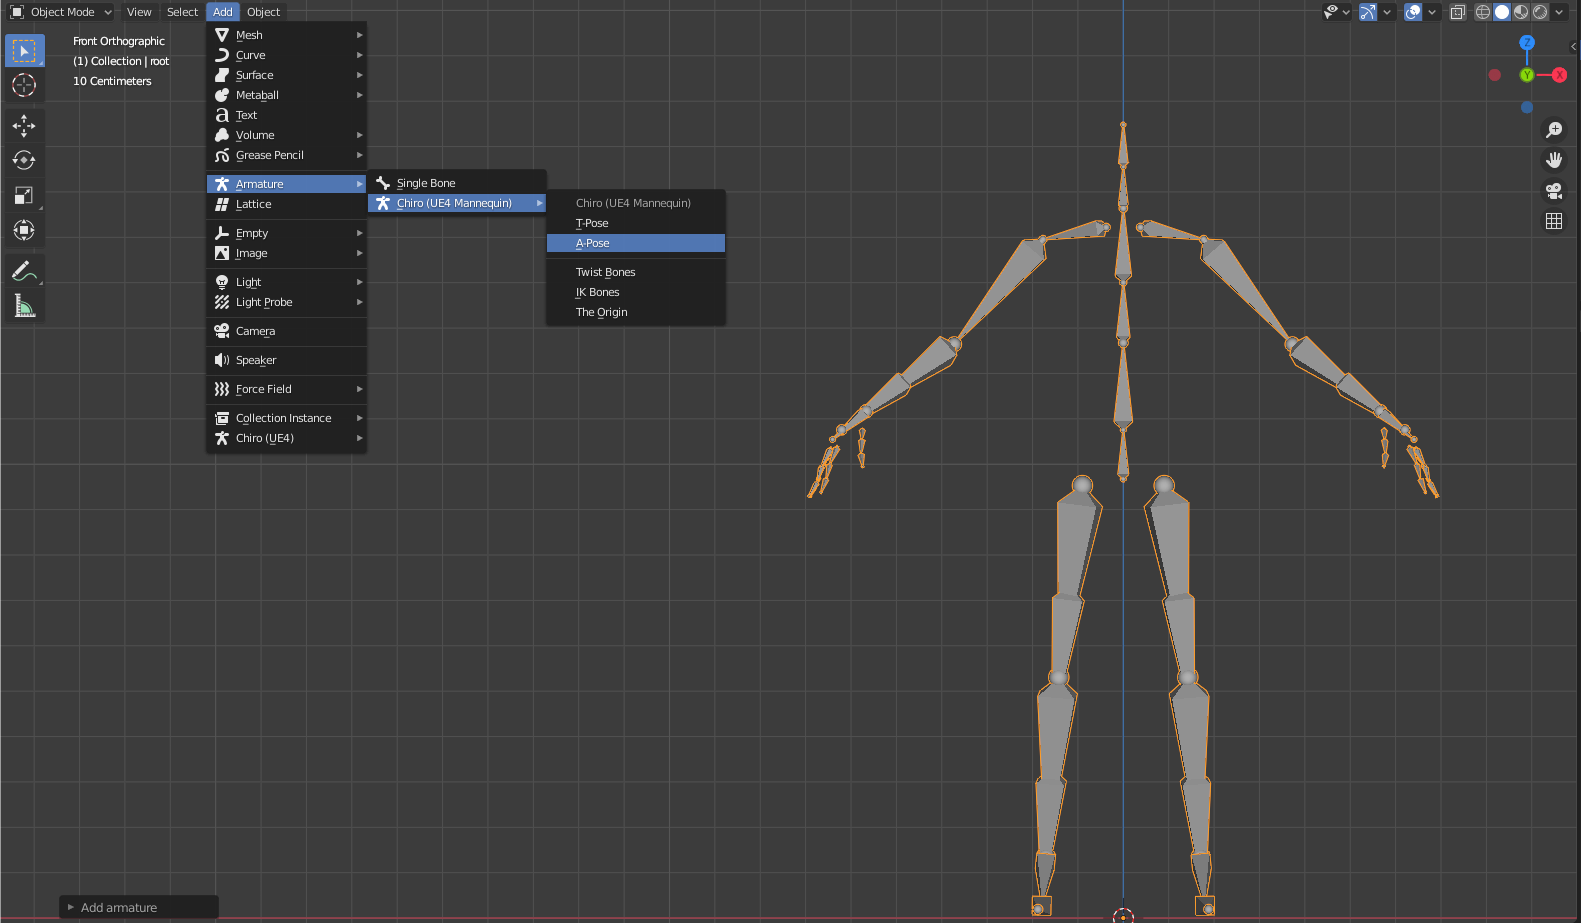 Object Mode View Select Add Object
Front Orthographic
(1) Collection | root
10 Centimeters
Mesh
Curve
Surface
Metaball
Text
Volume
Grease Pencil
Armature
Lattice
Empty
Image
Light
Light Probe
Camera
Speaker
Force Field
Collection Instance
Chiro (UE4)
Single Bone
Chiro (UE4 Mannequin)
Chiro (UE4 Mannequin)
T-Pose
A-Pose
Twist Bones
IK Bones
The Origin
Z
Y
X
Add armature